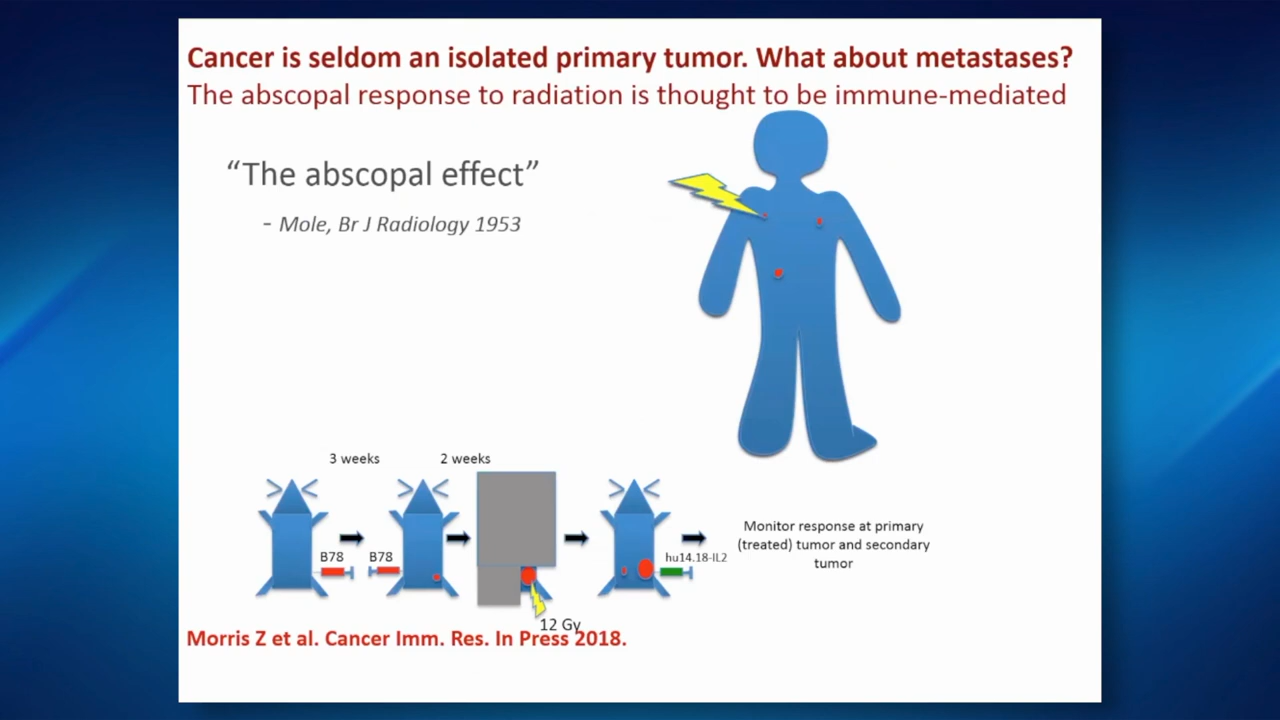 Cancer is seldom an isolated primary tumor. What about metastases?
The abscopal response to radiation is thought to be immune-mediated
“The abscopal effect”
- Mole, Br J Radiology 1953
3 weeks
2 weeks
B78
B78
hu14.18-IL2
12 Gy
Monitor response at primary
(treated) tumor and secondary
tumor
Morris Z et al. Cancer Imm. Res. In Press 2018.